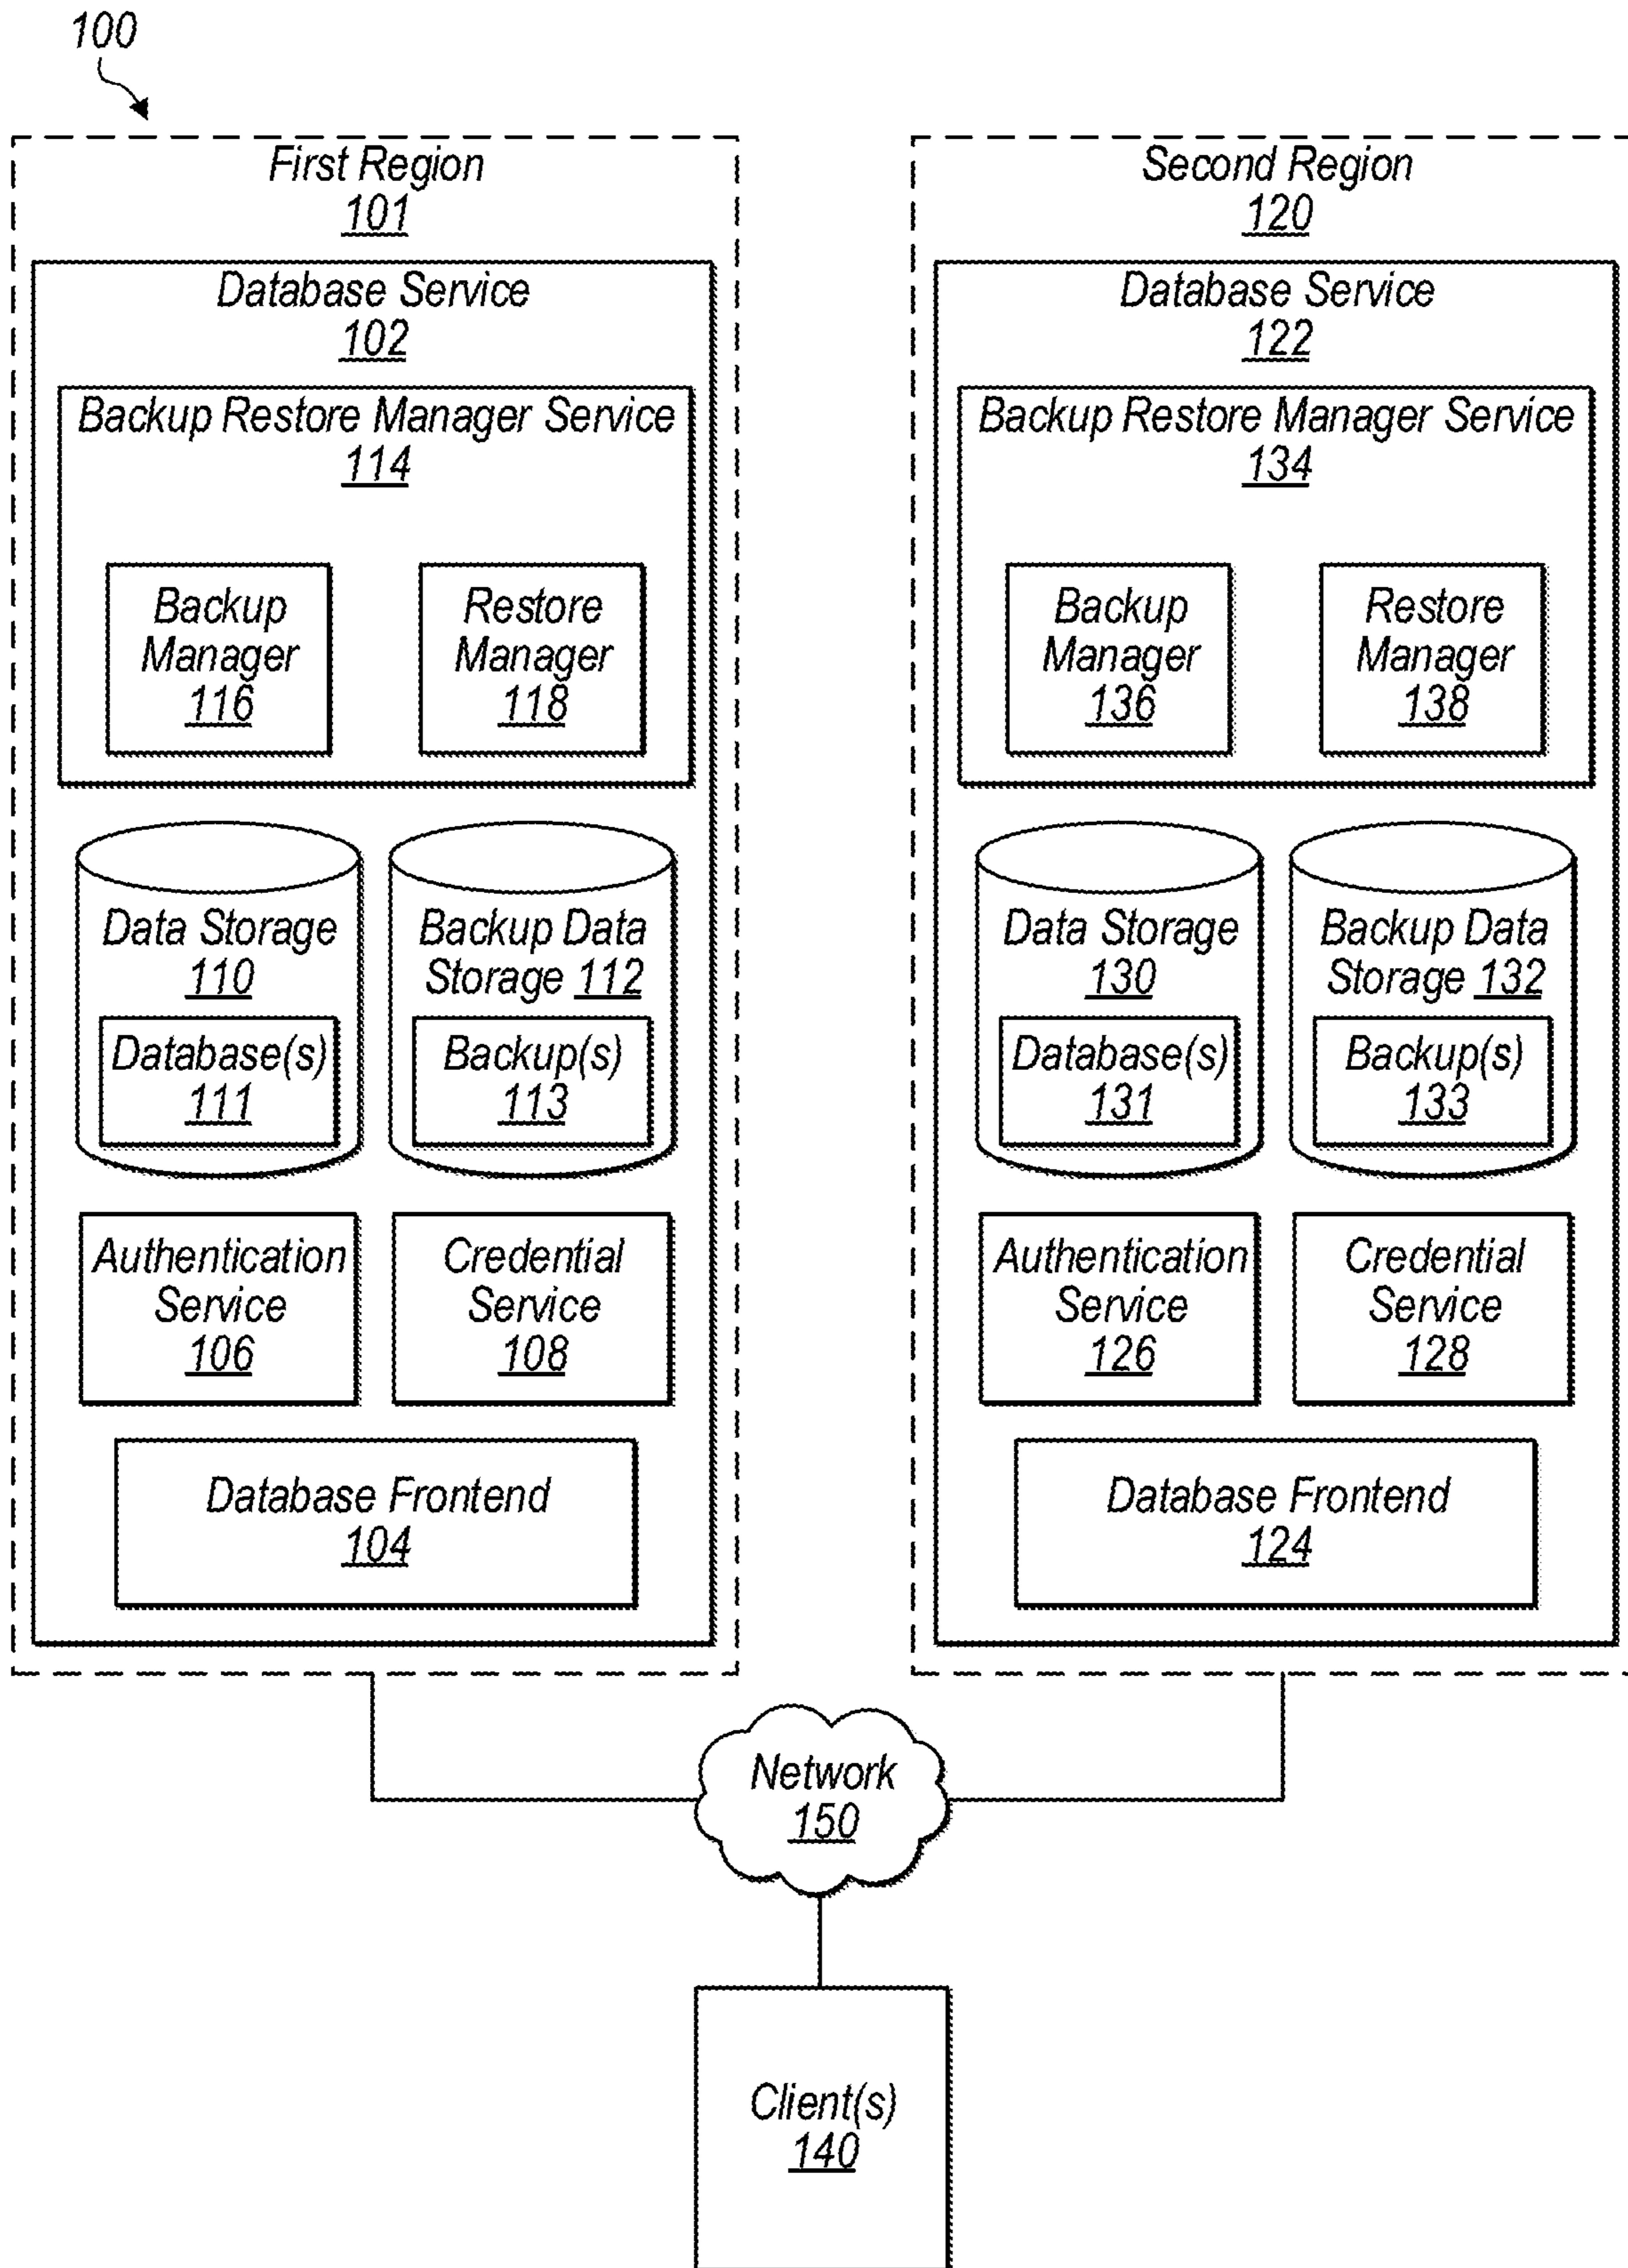 100
First Region
101
Database Service
102
Backup Restore Manager Service
114
Backup
Manager
116
Restore
Manager
118
Data Storage
110
Database(s)
111
Backup Data
Storage 112
Backup(s)
113
Authentication
Service
106
Credential
Service
108
Database Frontend
104
Second Region
120
Database Service
122
Backup Restore Manager Service
134
Backup
Manager
136
Restore
Manager
138
Data Storage
130
Database(s)
131
Backup Data
Storage 132
Backup(s)
133
Authentication
Service
126
Credential
Service
128
Database Frontend
124
Network
150
Client(s)
140